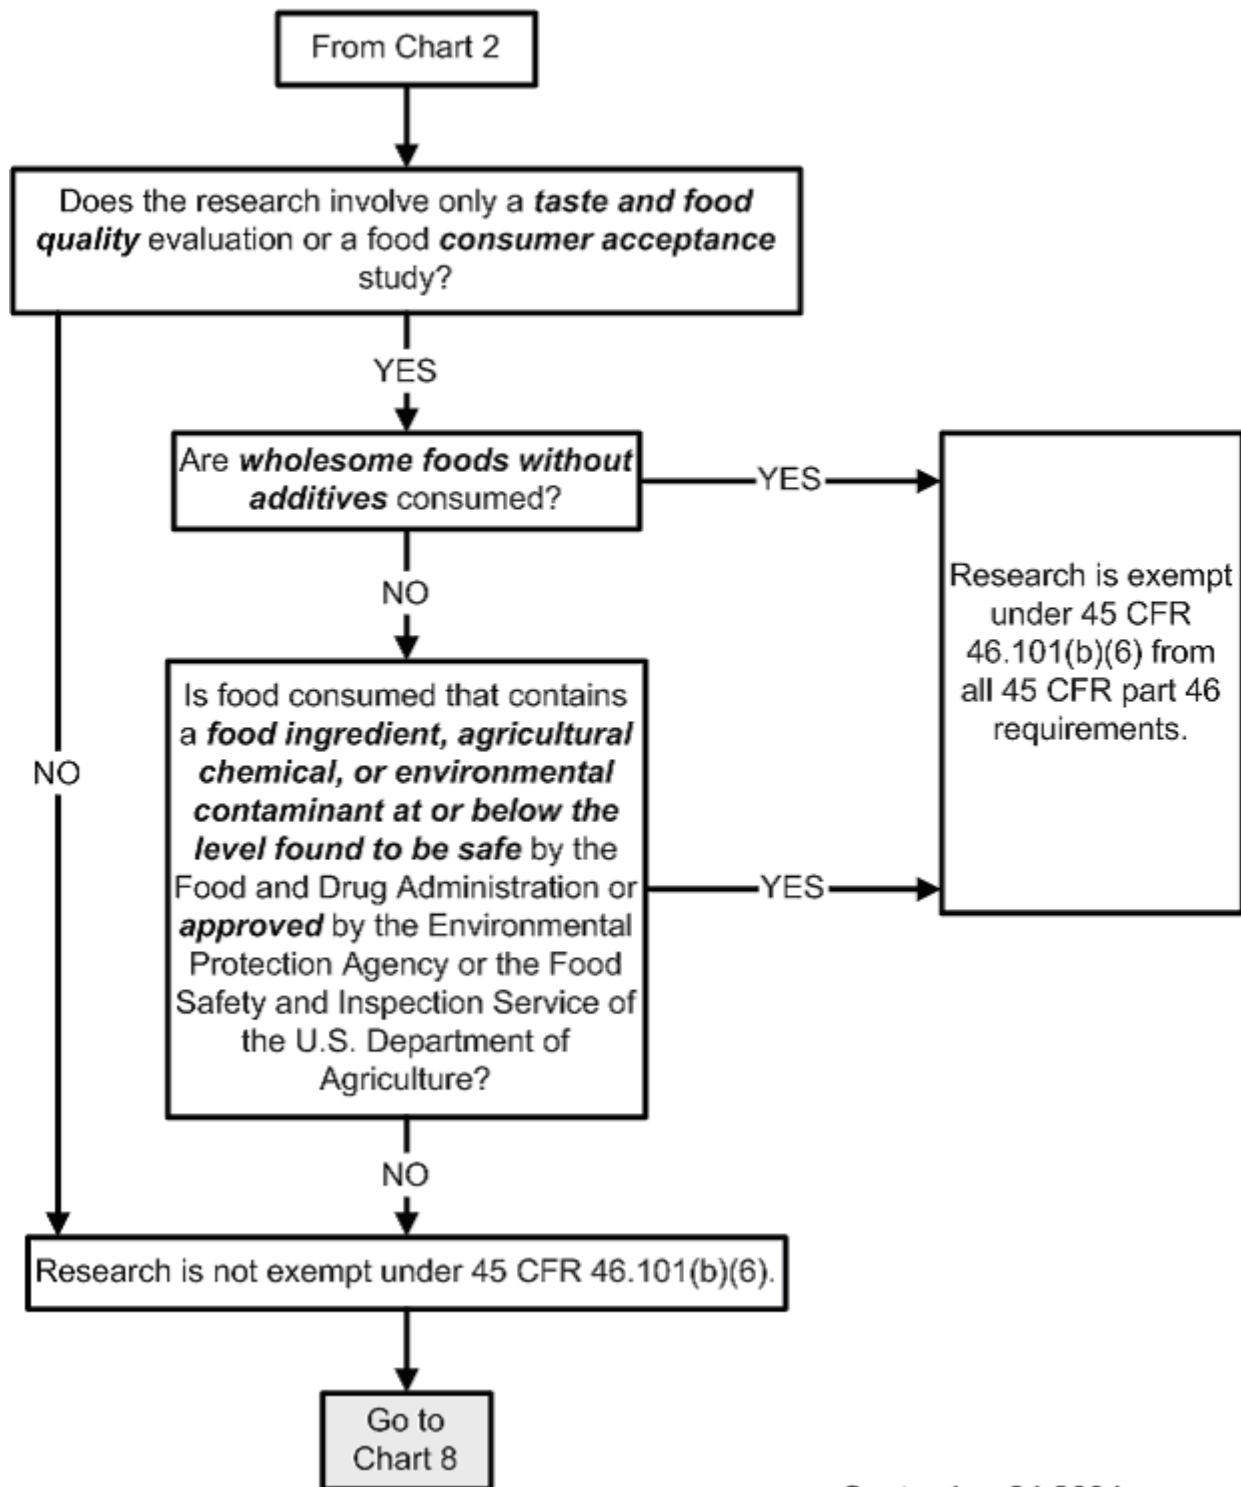 From Chart 2
Does the research involve only a taste and food
quality evaluation or a food consumer acceptance
study?
YES
Are wholesome foods without
additives consumed?
YES
NO
Research is exempt
under 45 CFR
46.101(b)(6) from
all 45 CFR part 46
requirements.
Is food consumed that contains
a food ingredient, agricultural
chemical, or environmental
contaminant at or below the
level found to be safe by the
Food and Drug Administration or
approved by the Environmental
Protection Agency or the Food
Safety and Inspection Service of
the U.S. Department of
Agriculture?
NO
YES
NO
Research is not exempt under 45 CFR 46.101(b)(6).
Go to
Chart 8